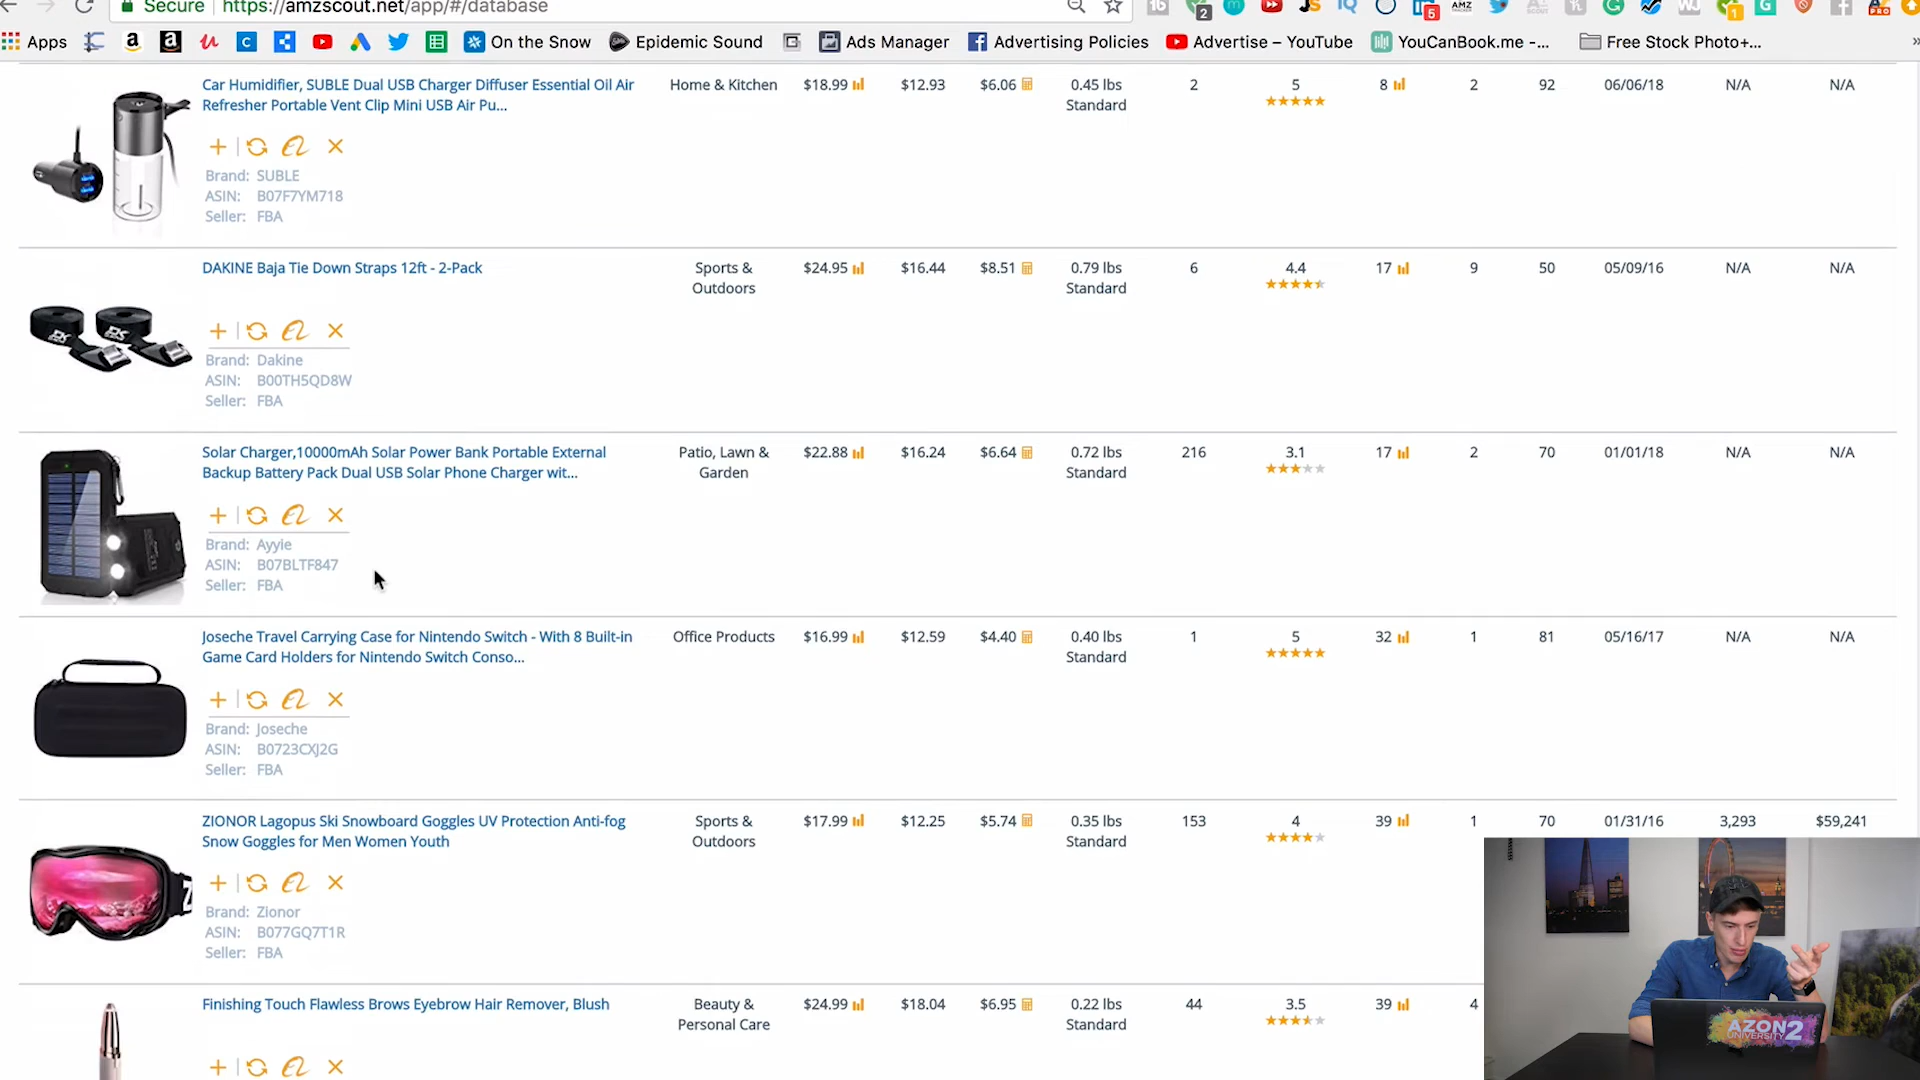 Secure https://amzscout.net/app/#/database
Apps On the Snow Epidemic Sound Ads Manager Advertising Policies Advertise – YouTube YouCanBook.me -... Free Stock Photo+... »
Car Humidifier, SUBLE Dual USB Charger Diffuser Essential Oil Air Home & Kitchen $18.99 $12.93 $6.06 0.45 lbs 2 5 8 2 92 06/06/18 N/A N/A
Refresher Portable Vent Clip Mini USB Air Pu... Standard
Brand: SUBLE
ASIN: B07F7YM718
Seller: FBA
DAKINE Baja Tie Down Straps 12ft - 2-Pack Sports & $24.95 $16.44 $8.51 0.79 lbs 6 4.4 17 9 50 05/09/16 N/A N/A
Outdoors Standard
Brand: Dakine
ASIN: B00TH5QD8W
Seller: FBA
Solar Charger,10000mAh Solar Power Bank Portable External Patio, Lawn & $22.88 $16.24 $6.64 0.72 lbs 216 3.1 17 2 70 01/01/18 N/A N/A
Backup Battery Pack Dual USB Solar Phone Charger wit... Garden Standard
Brand: Ayyie
ASIN: B07BLTF847
Seller: FBA
Joseche Travel Carrying Case for Nintendo Switch - With 8 Built-in Office Products $16.99 $12.59 $4.40 0.40 lbs 1 5 32 1 81 05/16/17 N/A N/A
Game Card Holders for Nintendo Switch Conso... Standard
Brand: Joseche
ASIN: B0723CXJ2G
Seller: FBA
ZIONOR Lagopus Ski Snowboard Goggles UV Protection Anti-fog Sports & $17.99 $12.25 $5.74 0.35 lbs 153 4 39 1 70 01/31/16 3,293 $59,241
Snow Goggles for Men Women Youth Outdoors Standard
Brand: Zionor
ASIN: B077GQ7T1R
Seller: FBA
Finishing Touch Flawless Brows Eyebrow Hair Remover, Blush Beauty & $24.99 $18.04 $6.95 0.22 lbs 44 3.5 39 4
Personal Care Standard
AZON 2
UNIVERSITY